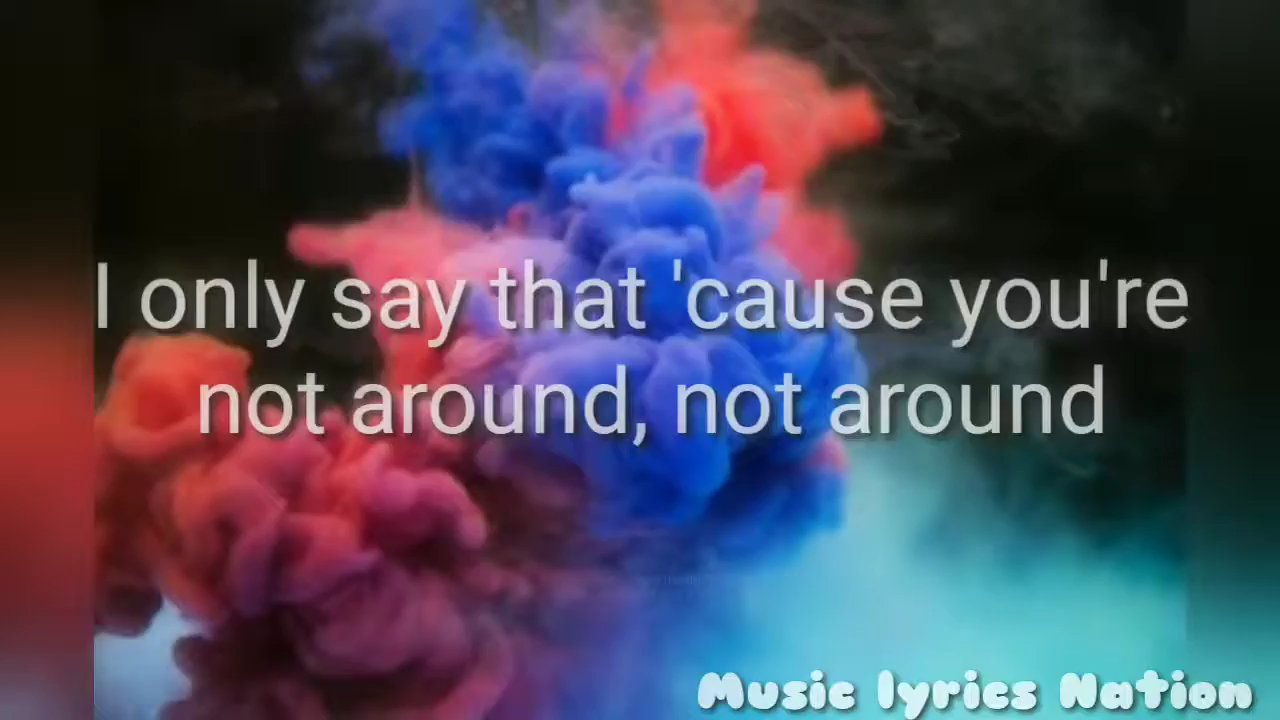 I only say that 'cause you're
not around, not around
Music lyrics Nation